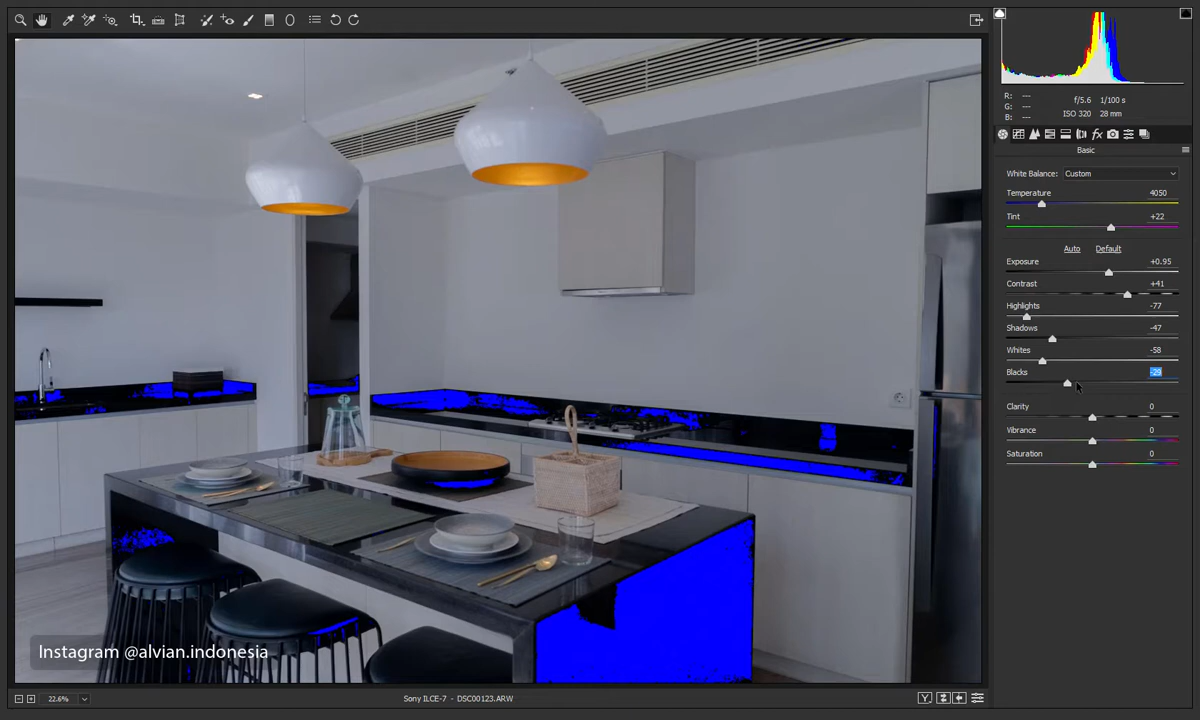 R: ---
G: ---
B: ---
f/5.6 1/100 s
ISO 320 28 mm
Basic
White Balance: Custom
Temperature 4050
Tint +22
Auto Default
Exposure +0.95
Contrast +41
Highlights -77
Shadows -47
Whites -58
Blacks -29
Clarity 0
Vibrance 0
Saturation 0
Instagram @alvian.indonesia
22.6%
Sony ILCE-7 - DSC00123.ARW
Y
fx